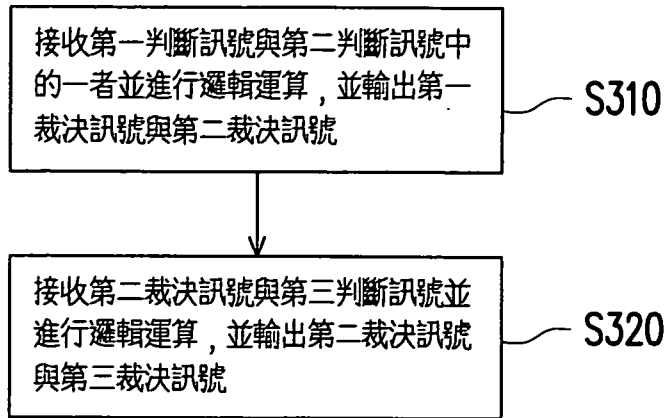 接收第一判斷訊號與第二判斷訊號中
的一者並進行邏輯運算，並輸出第一
裁決訊號與第二裁決訊號
S310
接收第二裁決訊號與第三判斷訊號並
進行邏輯運算，並輸出第二裁決訊號
與第三裁決訊號
S320